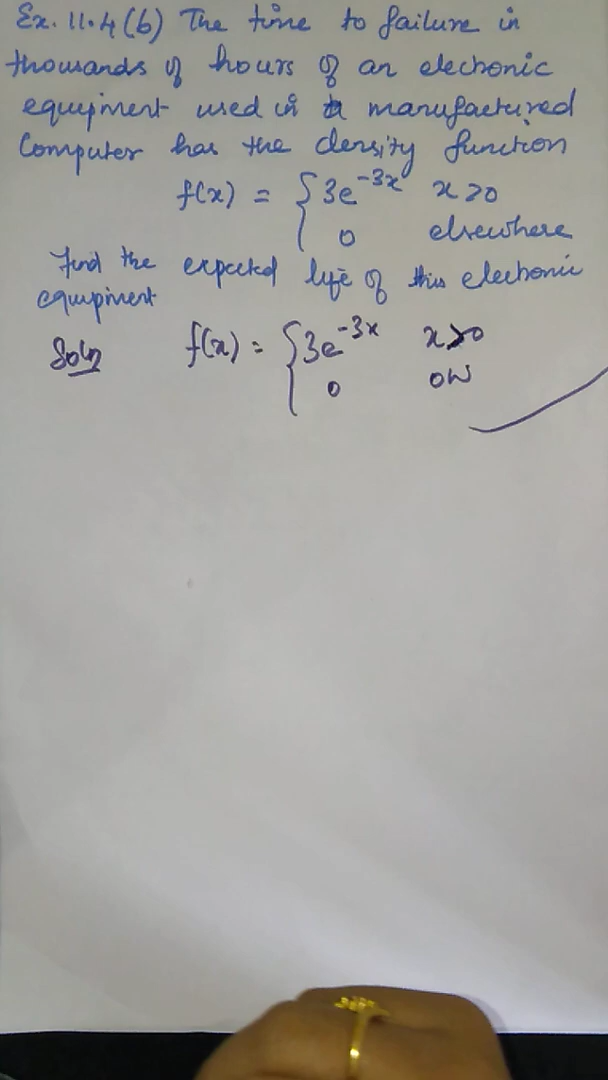 Ex. 11.4(b) The time to failure in
thousands of hours of an electronic
equipment used in a manufactured
Computer has the density function
f(x) = { 3e^{-3x} x > 0
0 elsewhere
Find the expected life of this electronic
equipment
Soln f(x) = { 3e^{-3x} x > 0
0 ow